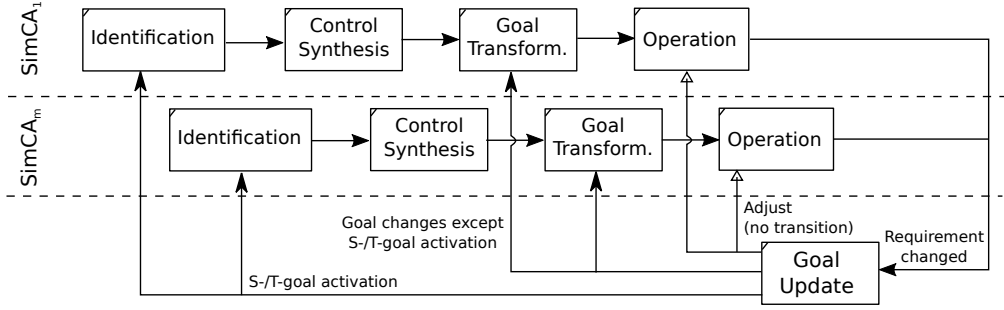 SimCA1
Identification
Control
Synthesis
Goal
Transform.
Operation
SimCAm
Identification
Control
Synthesis
Goal
Transform.
Operation
Goal changes except
S-/T-goal activation
Adjust
(no transition)
Requirement
changed
Goal
Update
S-/T-goal activation